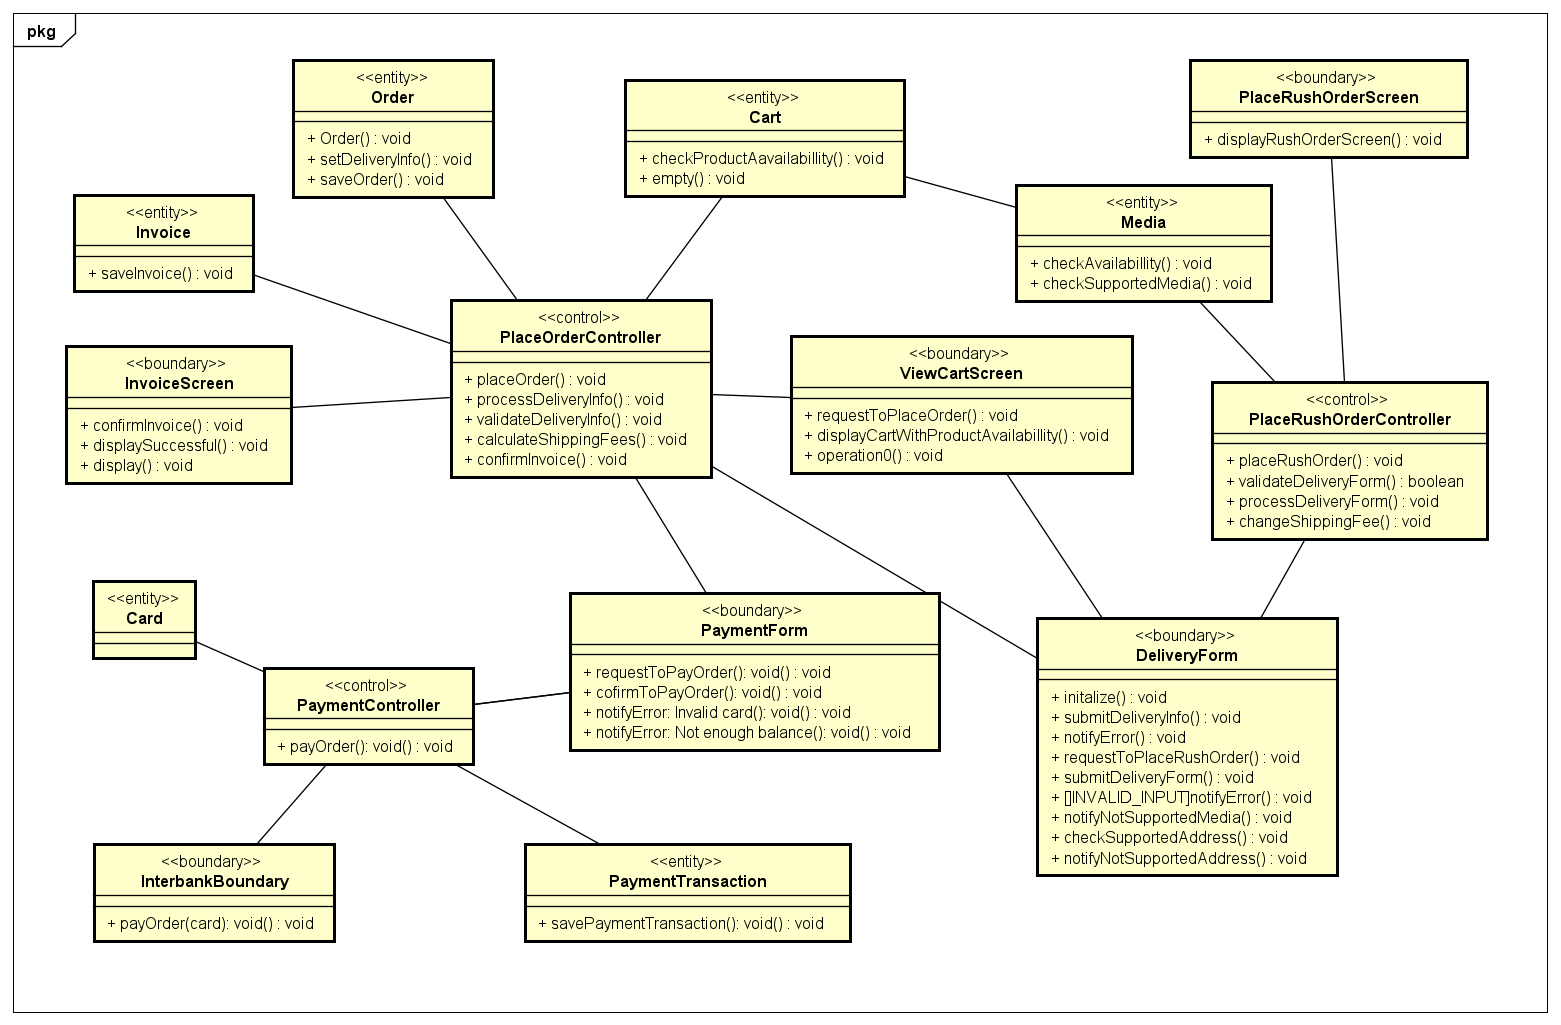 pkg
<<entity>>
Order
+ Order() : void
+ setDeliveryInfo() : void
+ saveOrder() : void
<<entity>>
Cart
+ checkProductAavailabillity() : void
+ empty() : void
<<boundary>>
PlaceRushOrderScreen
+ displayRushOrderScreen() : void
<<entity>>
Invoice
+ saveInvoice() : void
<<entity>>
Media
+ checkAvailabillity() : void
+ checkSupportedMedia() : void
<<control>>
PlaceOrderController
+ placeOrder() : void
+ processDeliveryInfo() : void
+ validateDeliveryInfo() : void
+ calculateShippingFees() : void
+ confirmInvoice() : void
<<boundary>>
InvoiceScreen
+ confirmInvoice() : void
+ displaySuccessful() : void
+ display() : void
<<boundary>>
ViewCartScreen
+ requestToPlaceOrder() : void
+ displayCartWithProductAvailabillity() : void
+ operation0() : void
<<control>>
PlaceRushOrderController
+ placeRushOrder() : void
+ validateDeliveryForm() : boolean
+ processDeliveryForm() : void
+ changeShippingFee() : void
<<entity>>
Card
<<boundary>>
PaymentForm
+ requestToPayOrder(): void() : void
+ cofirmToPayOrder(): void() : void
+ notifyError: Invalid card(): void() : void
+ notifyError: Not enough balance(): void() : void
<<boundary>>
DeliveryForm
+ initalize() : void
+ submitDeliveryInfo() : void
+ notifyError() : void
+ requestToPlaceRushOrder() : void
+ submitDeliveryForm() : void
+ []INVALID_INPUT]notifyError() : void
+ notifyNotSupportedMedia() : void
+ checkSupportedAddress() : void
+ notifyNotSupportedAddress() : void
<<control>>
PaymentController
+ payOrder(): void() : void
<<boundary>>
InterbankBoundary
+ payOrder(card): void() : void
<<entity>>
PaymentTransaction
+ savePaymentTransaction(): void() : void